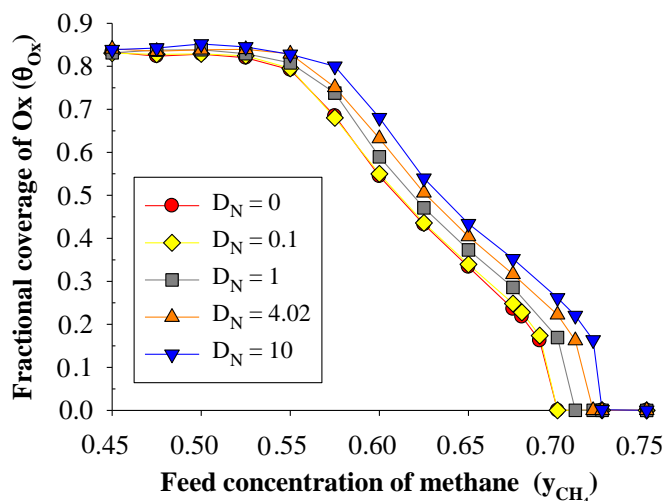 Fractional coverage of Ox (θOx)
0.9
0.8
0.7
0.6
0.5
0.4
0.3
0.2
0.1
0.0
DN = 0
DN = 0.1
DN = 1
DN = 4.02
DN = 10
0.45 0.50 0.55 0.60 0.65 0.70 0.75
Feed concentration of methane (yCH4)